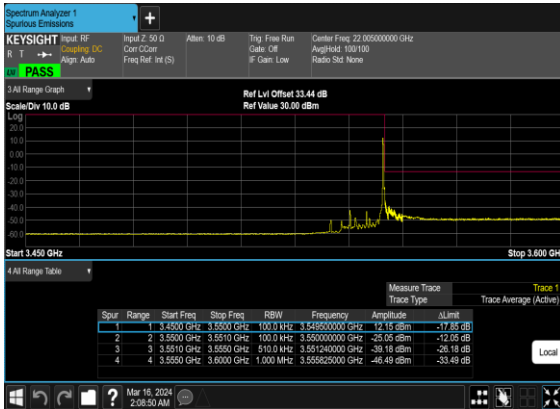 Spectrum Analyzer 1
Spurious Emissions
+
KEYSIGHT
R T
LXI PASS
Input: RF
Coupling: DC
Align: Auto
Input Z: 50 Ω
Corr CCorr
Freq Ref: Int (S)
Atten: 10 dB
Trig: Free Run
Gate: Off
IF Gain: Low
Center Freq: 22.005000000 GHz
Avg|Hold: 100/100
Radio Std: None
3 All Range Graph
Scale/Div 10.0 dB
Ref Lvl Offset 33.44 dB
Ref Value 30.00 dBm
Log
20.0
10.0
0.00
-10.0
-20.0
-30.0
-40.0
-50.0
-60.0
Start 3.450 GHz
Stop 3.600 GHz
4 All Range Table
Measure Trace Trace 1
Trace Type Trace Average (Active)
Spur Range Start Freq Stop Freq RBW Frequency Amplitude ΔLimit
1 1 3.4500 GHz 3.5500 GHz 100.0 kHz 3.549500000 GHz 12.15 dBm -17.85 dB
2 2 3.5500 GHz 3.5510 GHz 100.0 kHz 3.550000000 GHz -25.05 dBm -12.05 dB
3 3 3.5510 GHz 3.5550 GHz 510.0 kHz 3.551240000 GHz -39.18 dBm -26.18 dB
4 4 3.5550 GHz 3.6000 GHz 1.000 MHz 3.555825000 GHz -46.49 dBm -33.49 dB
Local
?
Mar 16, 2024
2:08:50 AM